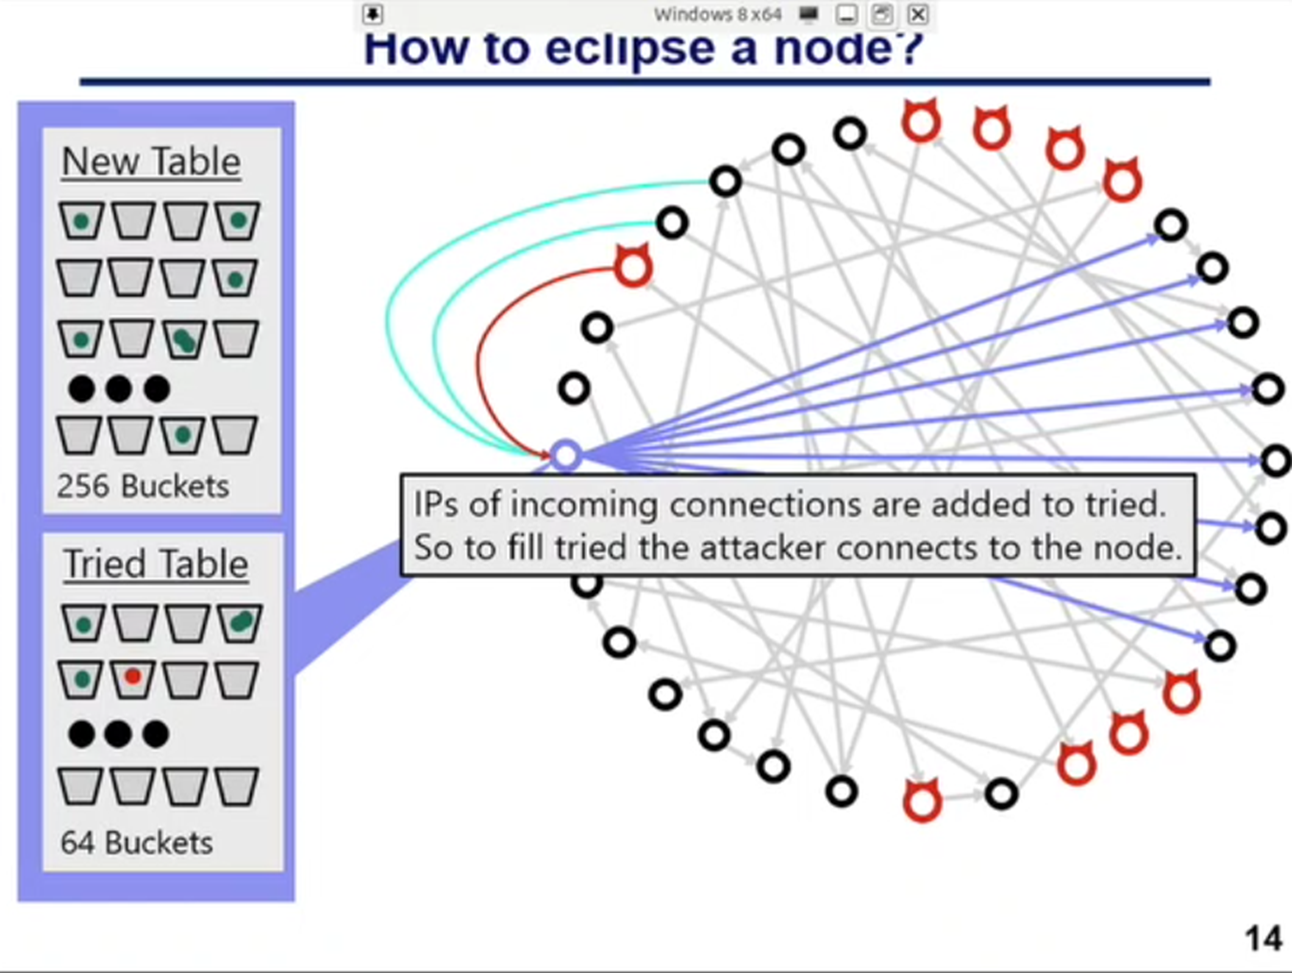 Windows 8 x64
How to eclipse a node?
New Table
256 Buckets
Tried Table
64 Buckets
IPs of incoming connections are added to tried.
So to fill tried the attacker connects to the node.
14